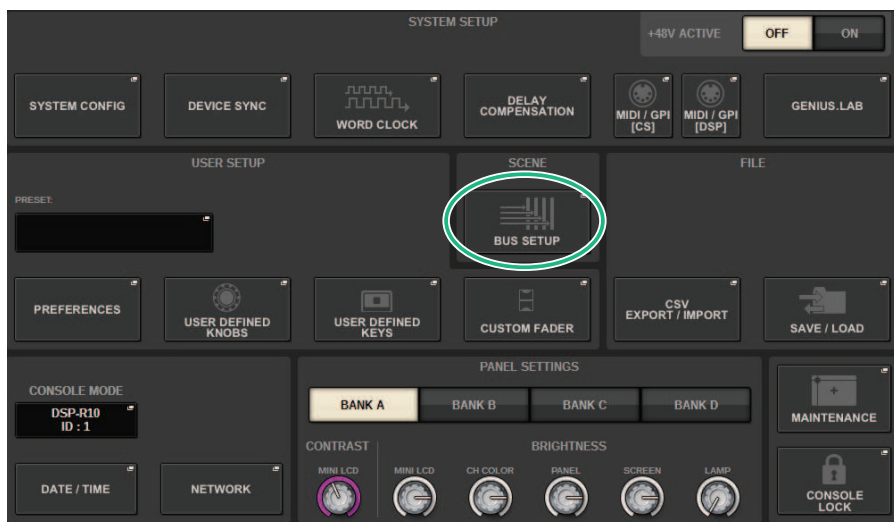 SYSTEM SETUP
+48V ACTIVE
OFF
ON
SYSTEM CONFIG
DEVICE SYNC
WORD CLOCK
DELAY
COMPENSATION
MIDI / GPI
[CS]
MIDI / GPI
[DSP]
GENIUS.LAB
USER SETUP
SCENE
FILE
PRESET:
BUS SETUP
PREFERENCES
USER DEFINED
KNOBS
USER DEFINED
KEYS
CUSTOM FADER
CSV
EXPORT / IMPORT
SAVE / LOAD
CONSOLE MODE
DSP-R10
ID : 1
PANEL SETTINGS
BANK A
BANK B
BANK C
BANK D
MAINTENANCE
CONTRAST
BRIGHTNESS
MINI LCD
MINI LCD
CH COLOR
PANEL
SCREEN
LAMP
DATE / TIME
NETWORK
CONSOLE
LOCK